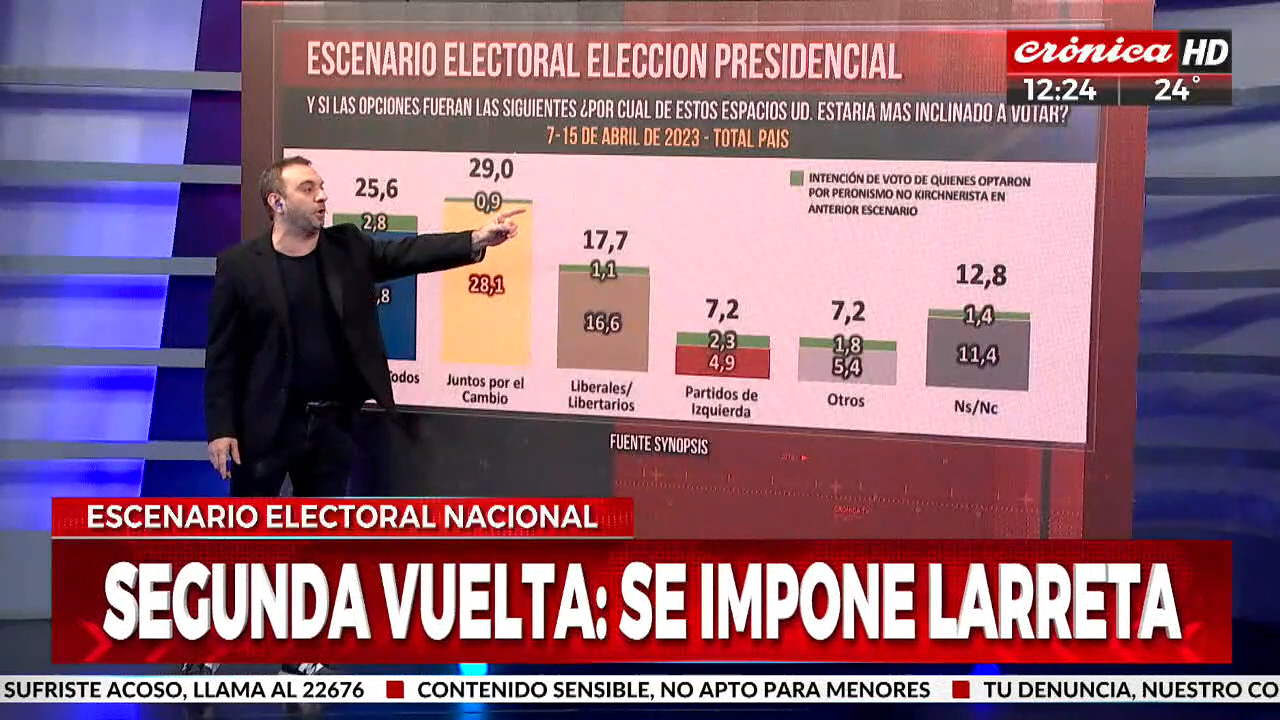 ESCENARIO ELECTORAL ELECCION PRESIDENCIAL
crónica HD
12:24 24°
Y SI LAS OPCIONES FUERAN LAS SIGUIENTES ¿POR CUAL DE ESTOS ESPACIOS UD. ESTARIA MAS INCLINADO A VOTAR?
7-15 DE ABRIL DE 2023 - TOTAL PAIS
INTENCIÓN DE VOTO DE QUIENES OPTARON
POR PERONISMO NO KIRCHNERISTA EN
ANTERIOR ESCENARIO
25,6
2,8
,8
Todos
29,0
0,9
28,1
Juntos por el
Cambio
17,7
1,1
16,6
Liberales/
Libertarios
7,2
2,3
4,9
Partidos de
Izquierda
7,2
1,8
5,4
Otros
12,8
1,4
11,4
Ns/Nc
FUENTE SYNOPSIS
ESCENARIO ELECTORAL NACIONAL
SEGUNDA VUELTA: SE IMPONE LARRETA
SUFRISTE ACOSO, LLAMA AL 22676 CONTENIDO SENSIBLE, NO APTO PARA MENORES TU DENUNCIA, NUESTRO CO